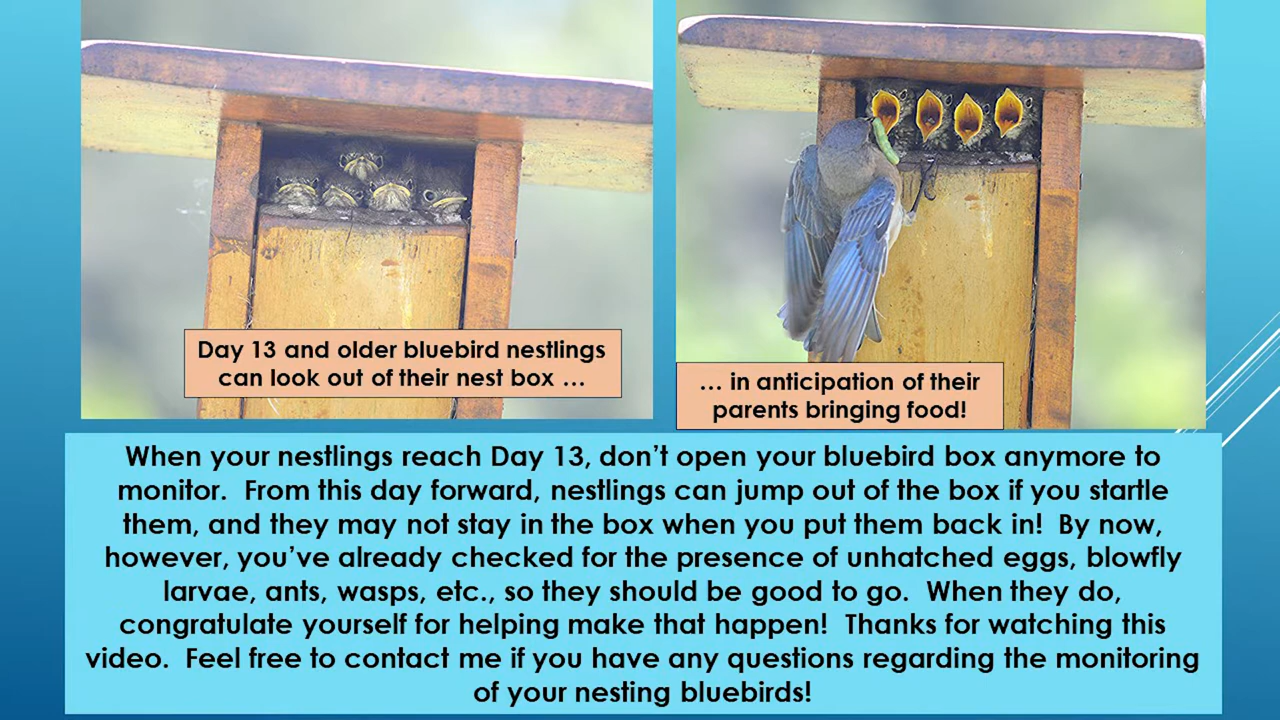 Day 13 and older bluebird nestlings
can look out of their nest box …
… in anticipation of their
parents bringing food!
When your nestlings reach Day 13, don’t open your bluebird box anymore to
monitor.  From this day forward, nestlings can jump out of the box if you startle
them, and they may not stay in the box when you put them back in!  By now,
however, you’ve already checked for the presence of unhatched eggs, blowfly
larvae, ants, wasps, etc., so they should be good to go.  When they do,
congratulate yourself for helping make that happen!  Thanks for watching this
video.  Feel free to contact me if you have any questions regarding the monitoring
of your nesting bluebirds!